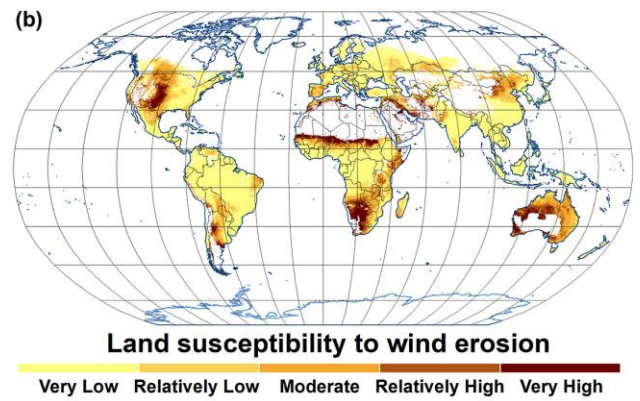 (b)
Land susceptibility to wind erosion
Very Low Relatively Low Moderate Relatively High Very High